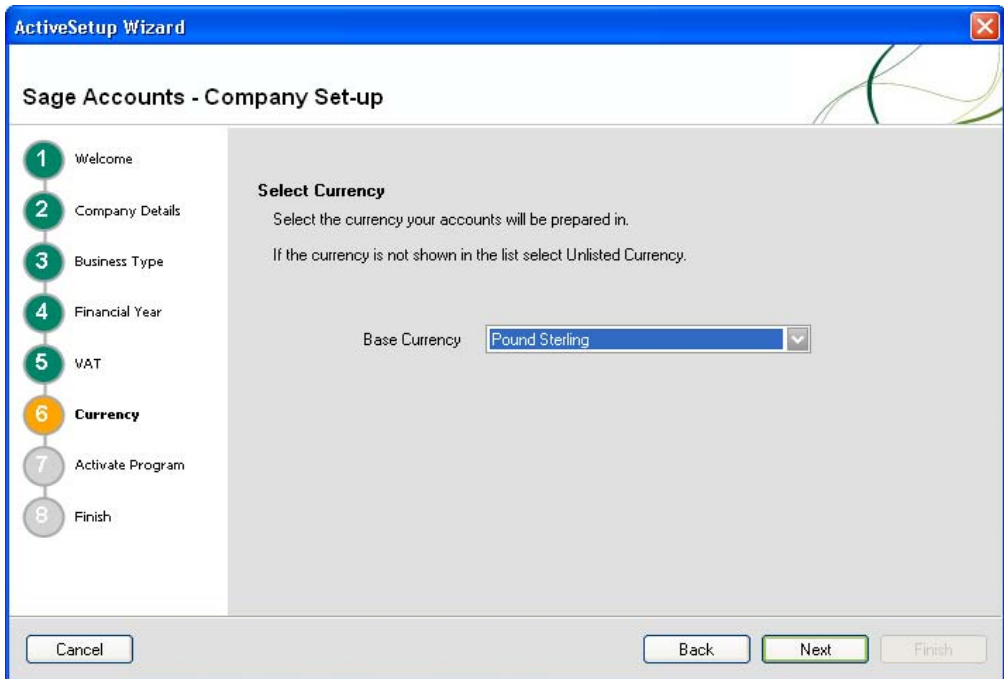 ActiveSetup Wizard
Sage Accounts - Company Set-up
1 Welcome
2 Company Details
3 Business Type
4 Financial Year
5 VAT
6 Currency
7 Activate Program
8 Finish
Select Currency
Select the currency your accounts will be prepared in.
If the currency is not shown in the list select Unlisted Currency.
Base Currency Pound Sterling
Cancel Back Next Finish